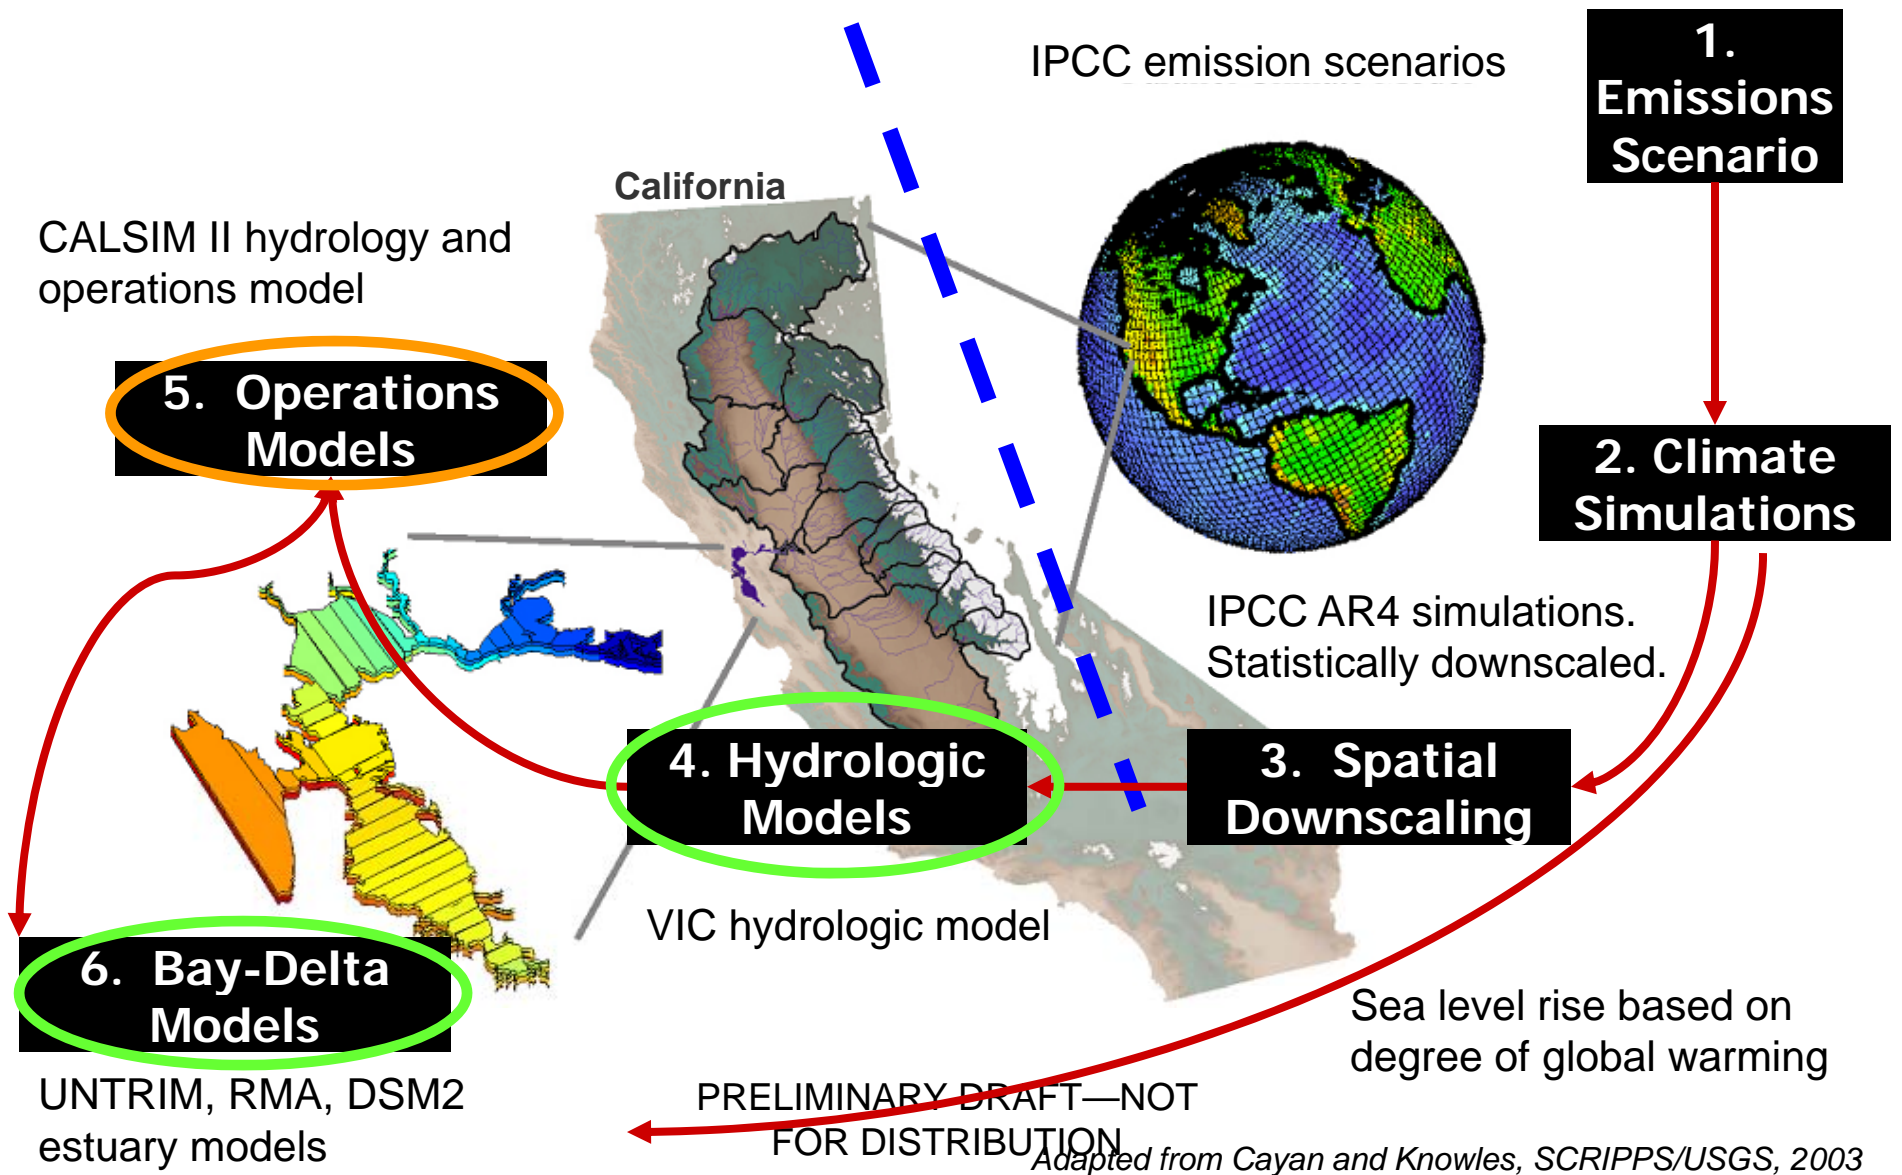 IPCC emission scenarios
1.
Emissions
Scenario
California
CALSIM II hydrology and
operations model
5. Operations
Models
2. Climate
Simulations
IPCC AR4 simulations.
Statistically downscaled.
4. Hydrologic
Models
3. Spatial
Downscaling
VIC hydrologic model
6. Bay-Delta
Models
Sea level rise based on
degree of global warming
UNTRIM, RMA, DSM2
estuary models
PRELIMINARY DRAFT—NOT
FOR DISTRIBUTION
Adapted from Cayan and Knowles, SCRIPPS/USGS, 2003